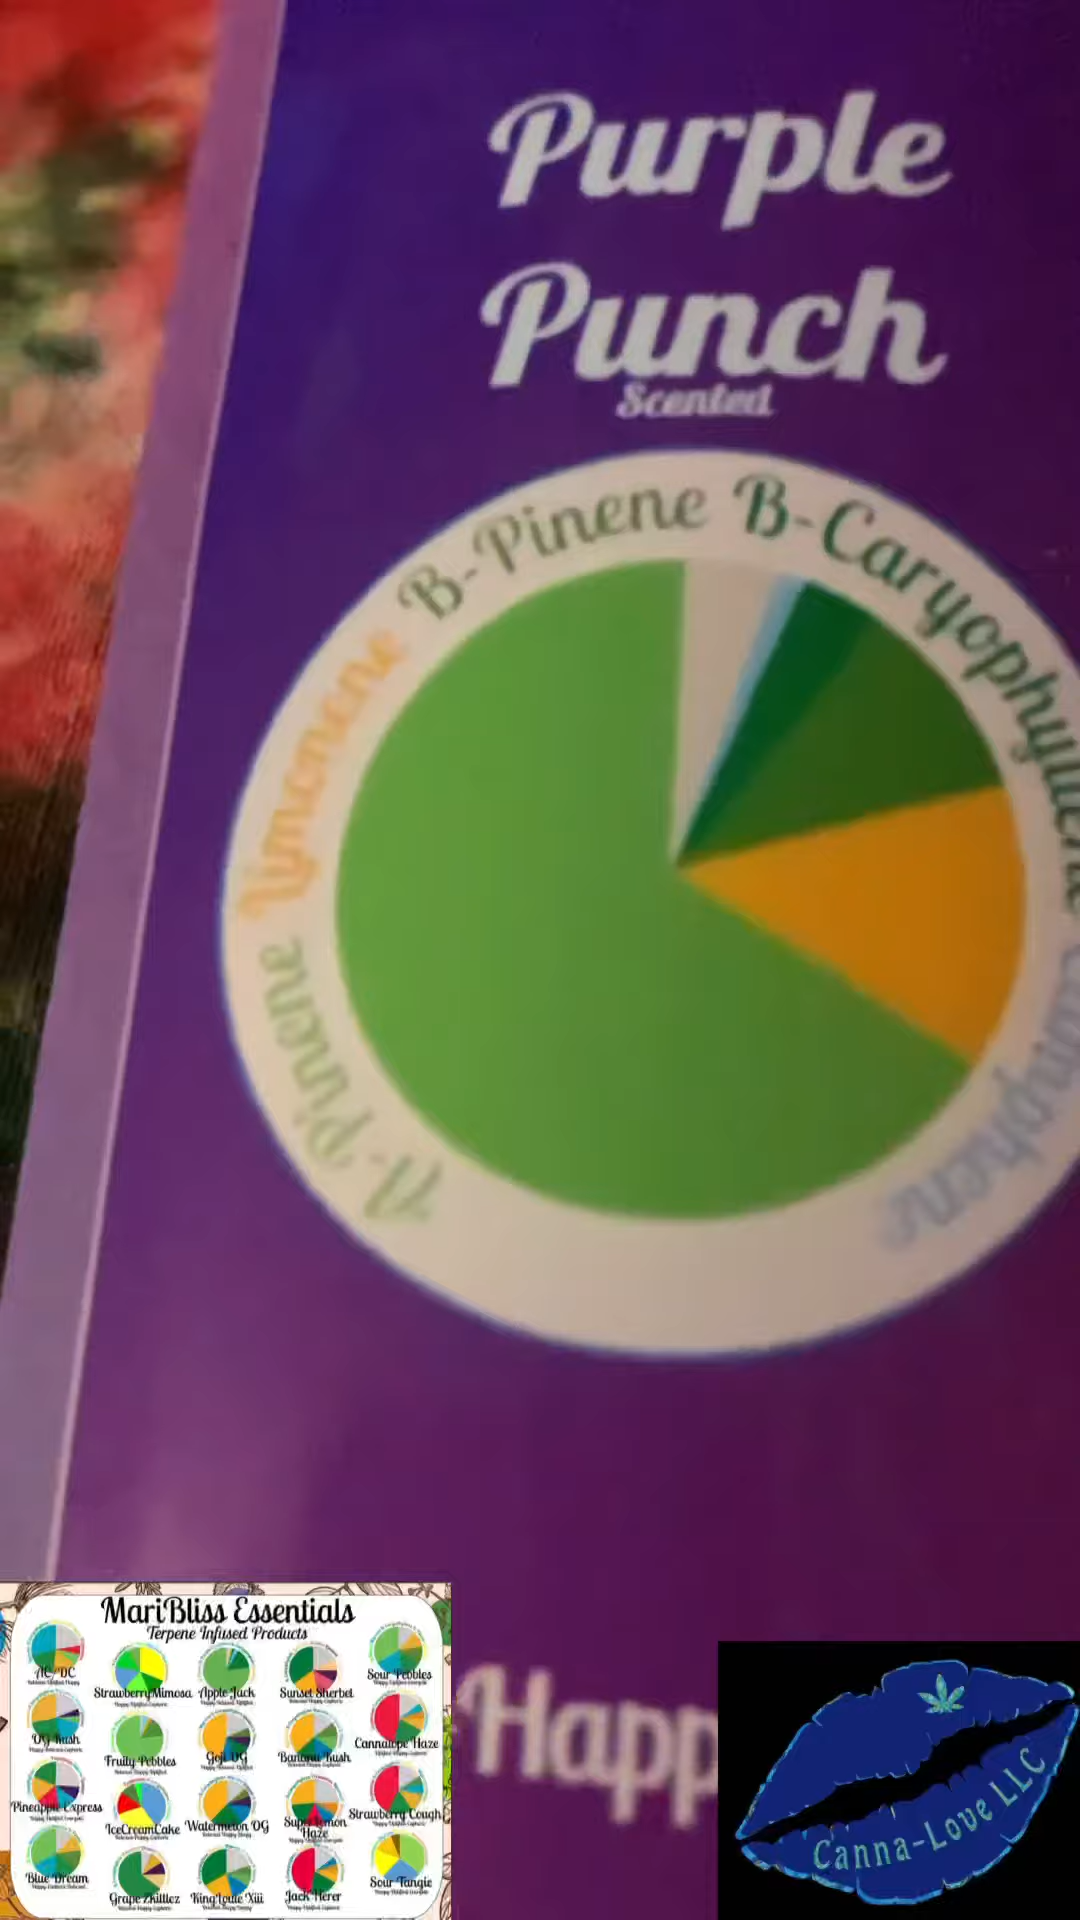 Purple
Punch
Scented
A-Pinene Limonene B-Pinene B-Caryophyllene Camphene
Happ
MariBliss Essentials
Terpene Infused Products
AC/DC
Strawberry Mimosa
Apple Jack
Sunset Sherbet
Sour Pebbles
OG Kush
Fruity Pebbles
Goji OG
Banana Kush
Cannalope Haze
Pineapple Express
IceCreamCake
Watermelon OG
Super Lemon
Haze
Strawberry Cough
Blue Dream
Grape Zkittlez
King Louie XIII
Jack Herer
Sour Tangie
Canna-Love LLC